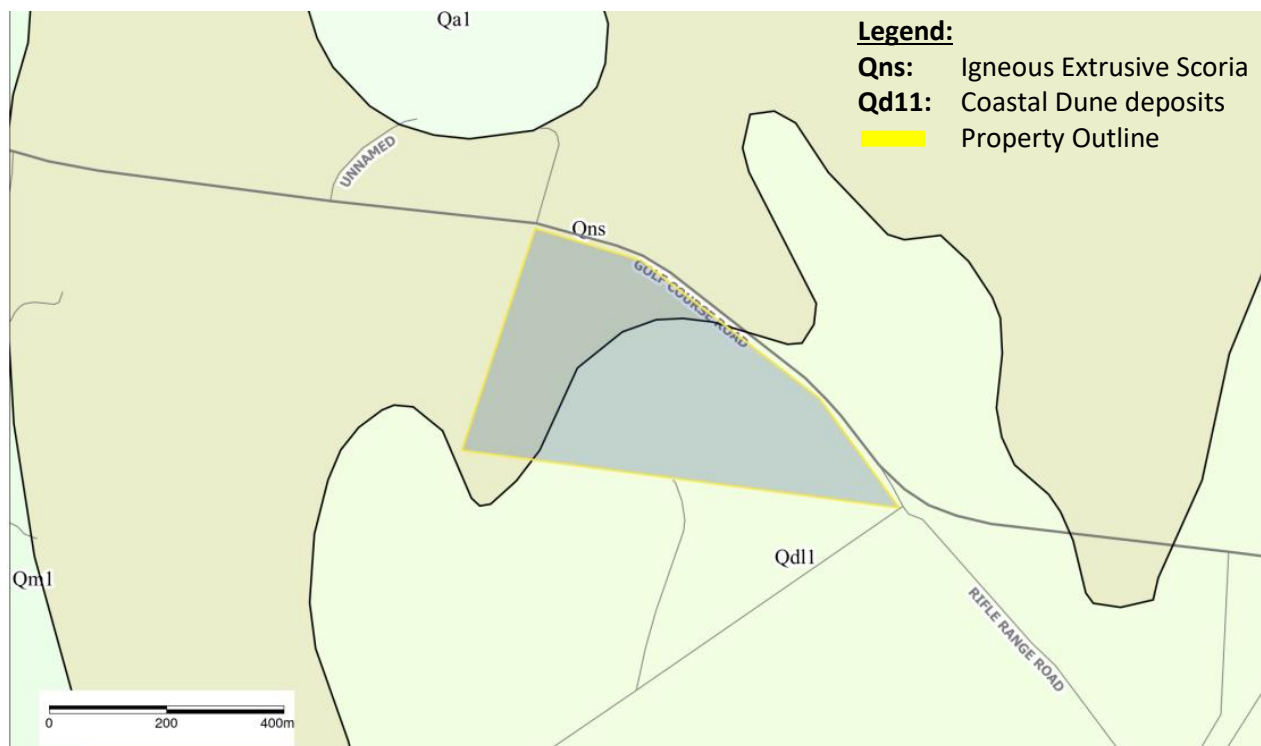 Qa1
Legend:
Qns: Igneous Extrusive Scoria
Qd11: Coastal Dune deposits
Property Outline
UNNAMED
Qns
GOLF COURSE ROAD
Qdl1
Qm1
RIFLE RANGE ROAD
0 200 400m